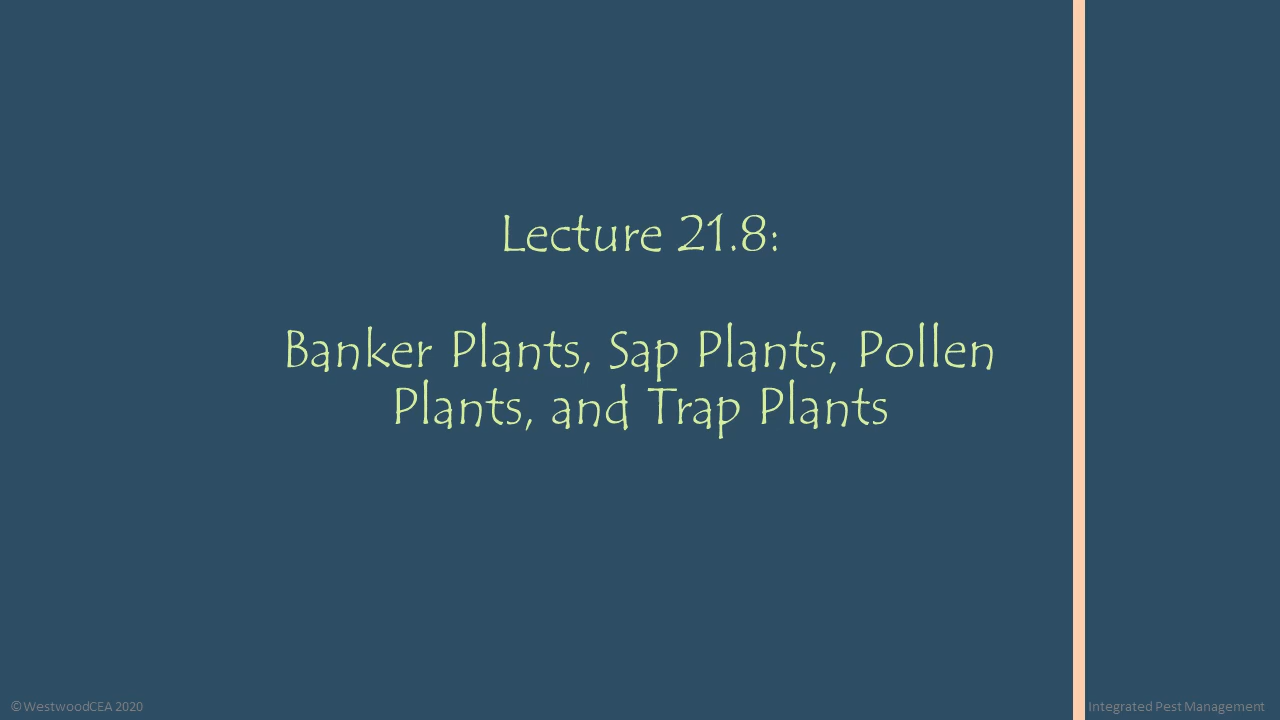 Lecture 21.8:
Banker Plants, Sap Plants, Pollen
Plants, and Trap Plants
©WestwoodCEA 2020
Integrated Pest Management